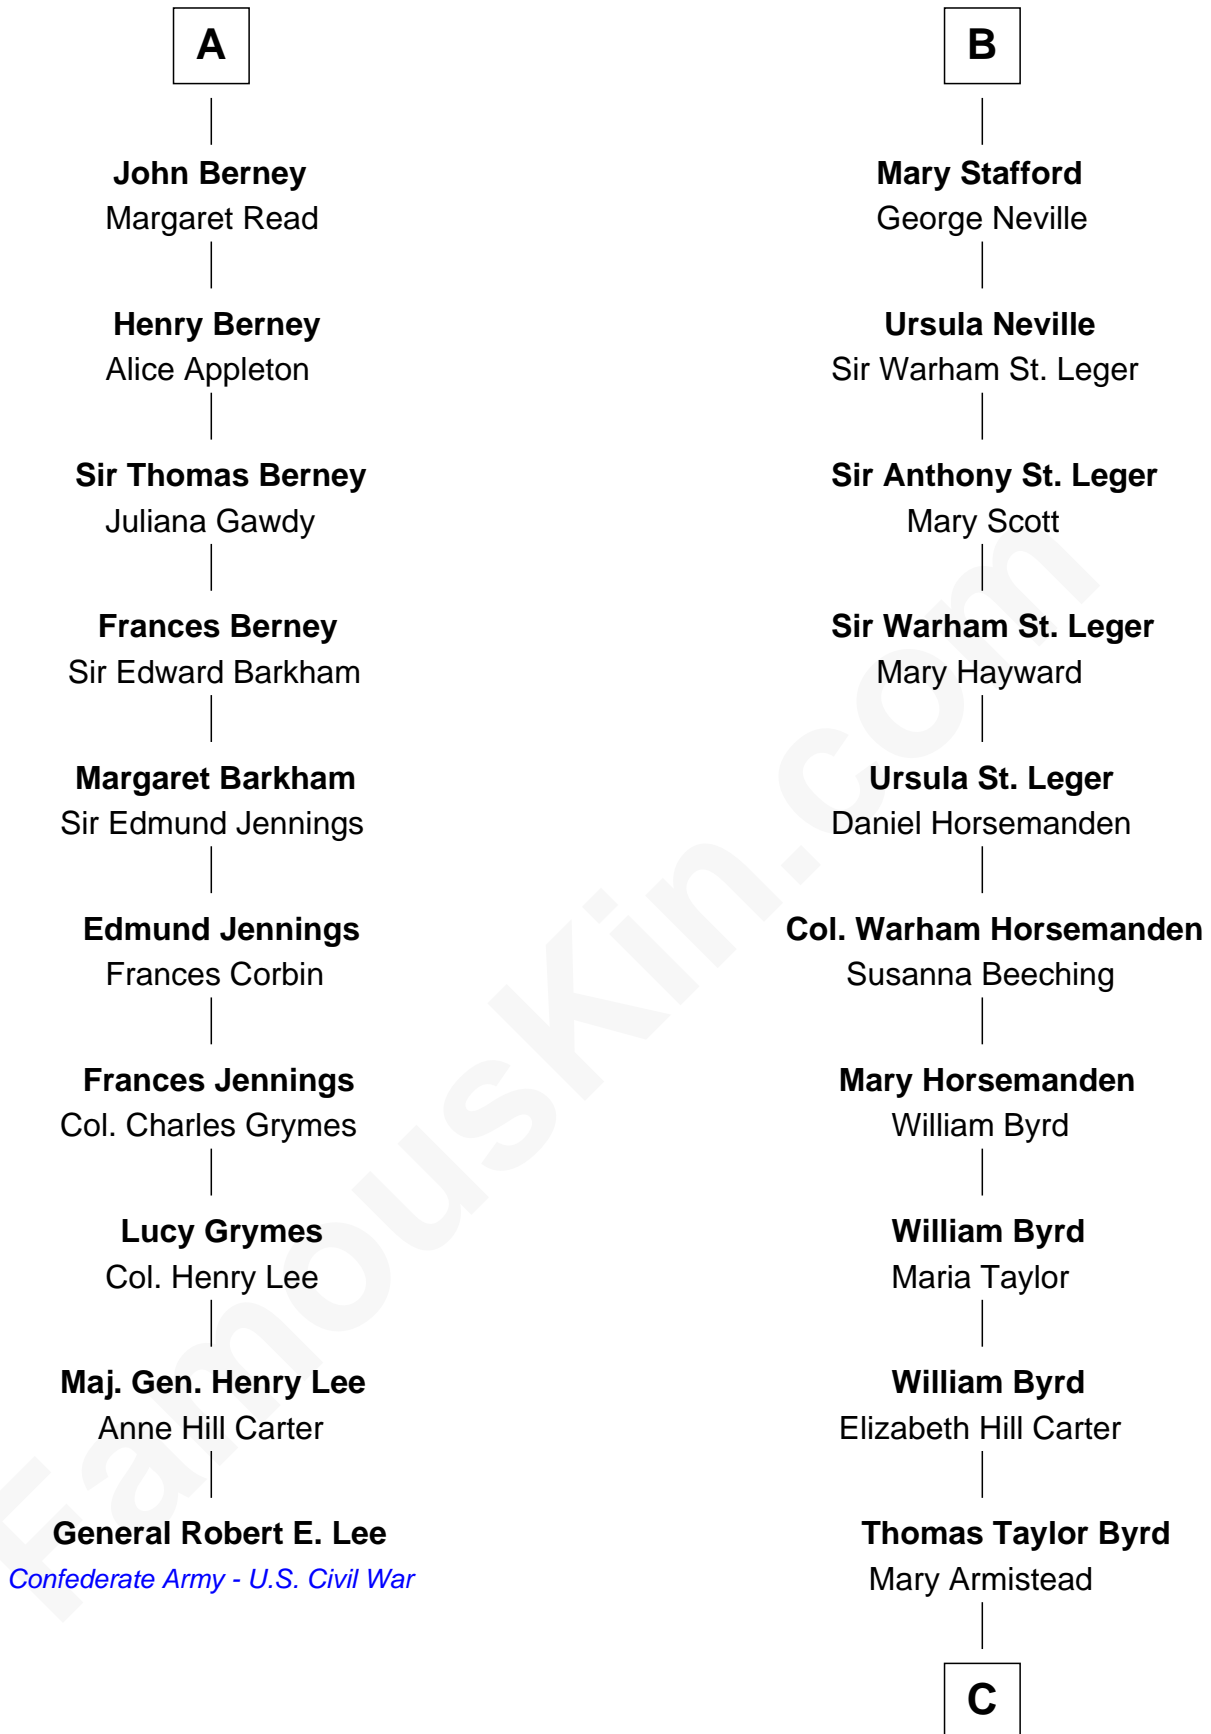 A
John Berney
Margaret Read
Henry Berney
Alice Appleton
Sir Thomas Berney
Juliana Gawdy
Frances Berney
Sir Edward Barkham
Margaret Barkham
Sir Edmund Jennings
Edmund Jennings
Frances Corbin
Frances Jennings
Col. Charles Grymes
Lucy Grymes
Col. Henry Lee
Maj. Gen. Henry Lee
Anne Hill Carter
General Robert E. Lee
Confederate Army - U.S. Civil War
B
Mary Stafford
George Neville
Ursula Neville
Sir Warham St. Leger
Sir Anthony St. Leger
Mary Scott
Sir Warham St. Leger
Mary Hayward
Ursula St. Leger
Daniel Horsemanden
Col. Warham Horsemanden
Susanna Beeching
Mary Horsemanden
William Byrd
William Byrd
Maria Taylor
William Byrd
Elizabeth Hill Carter
Thomas Taylor Byrd
Mary Armistead
C
FamousKin.com